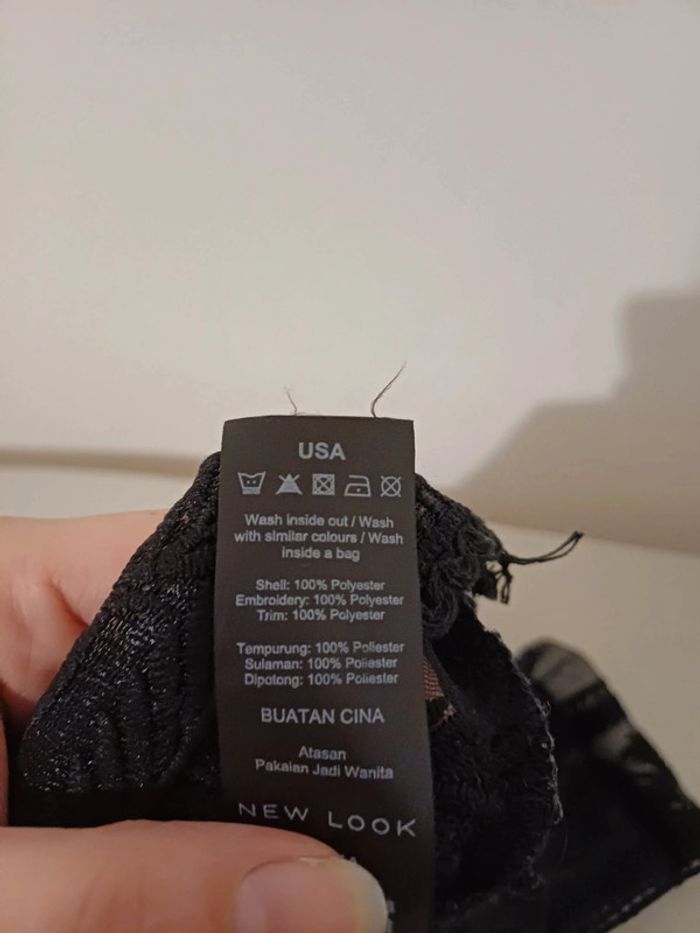 USA
Wash inside out / Wash
with similar colours / Wash
inside a bag
Shell: 100% Polyester
Embroidery: 100% Polyester
Trim: 100% Polyester
Tempurung: 100% Poliester
Sulaman: 100% Poliester
Dipotong: 100% Poliester
BUATAN CINA
Atasan
Pakaian Jadi Wanita
NEW LOOK